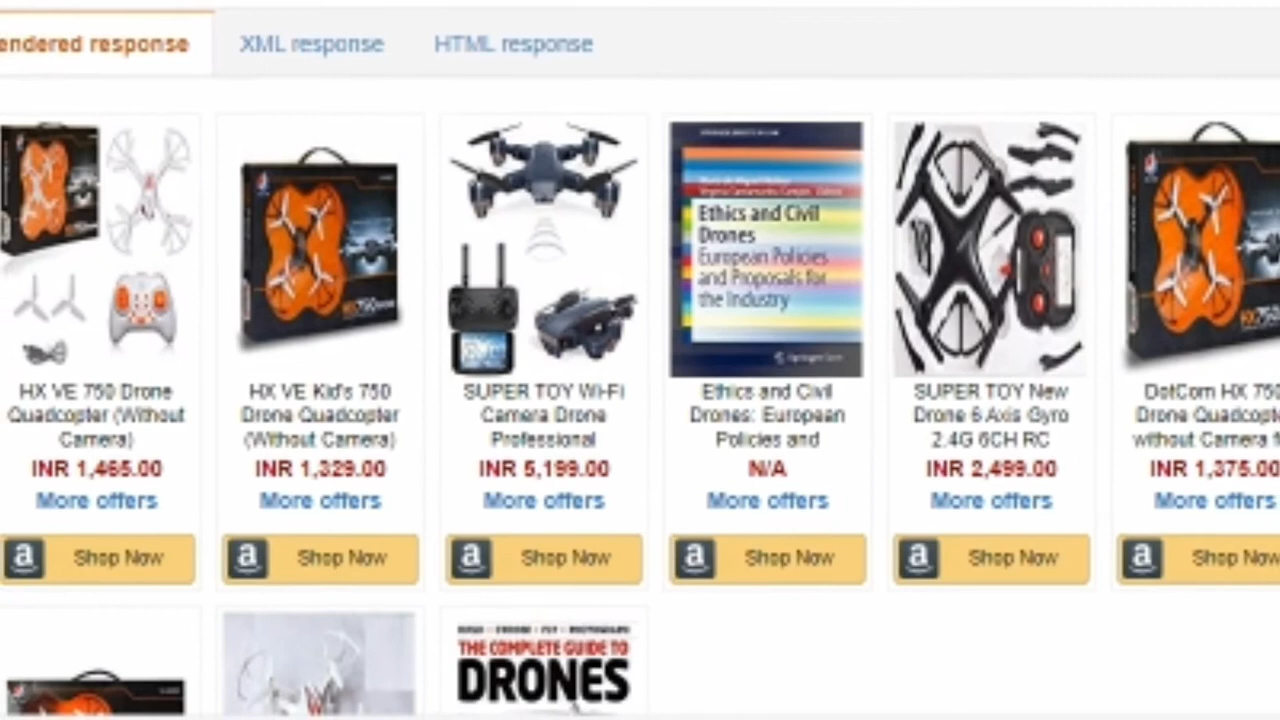 endered response
XML response
HTML response
Ethics and Civil
Drones
European Policies
and Proposals for
the Industry
HX VE 750 Drone
Quadcopter (Without
Camera)
INR 1,465.00
More offers
Shop Now
HX VE Kid's 750
Drone Quadcopter
(Without Camera)
INR 1,329.00
More offers
Shop Now
SUPER TOY Wi-Fi
Camera Drone
Professional
INR 5,199.00
More offers
Shop Now
Ethics and Civil
Drones: European
Policies and
N/A
More offers
Shop Now
SUPER TOY New
Drone 6 Axis Gyro
2.4G 6CH RC
INR 2,499.00
More offers
Shop Now
DotCom HX 750
Drone Quadcopt
without Camera f
INR 1,375.00
More offers
Shop Now
THE COMPLETE GUIDE TO
DRONES